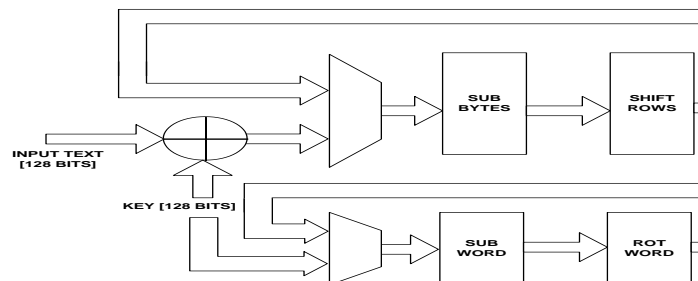 SUB
BYTES
SHIFT
ROWS
INPUT TEXT
[128 BITS]
KEY [128 BITS]
SUB
WORD
ROT
WORD